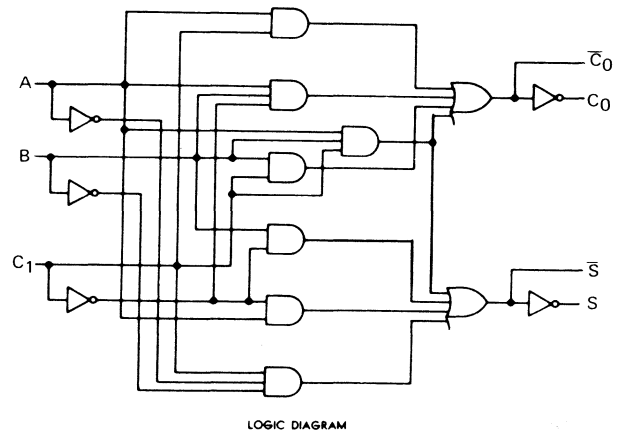 A
B
C₁
C̅₀
C₀
S̅
S
LOGIC DIAGRAM